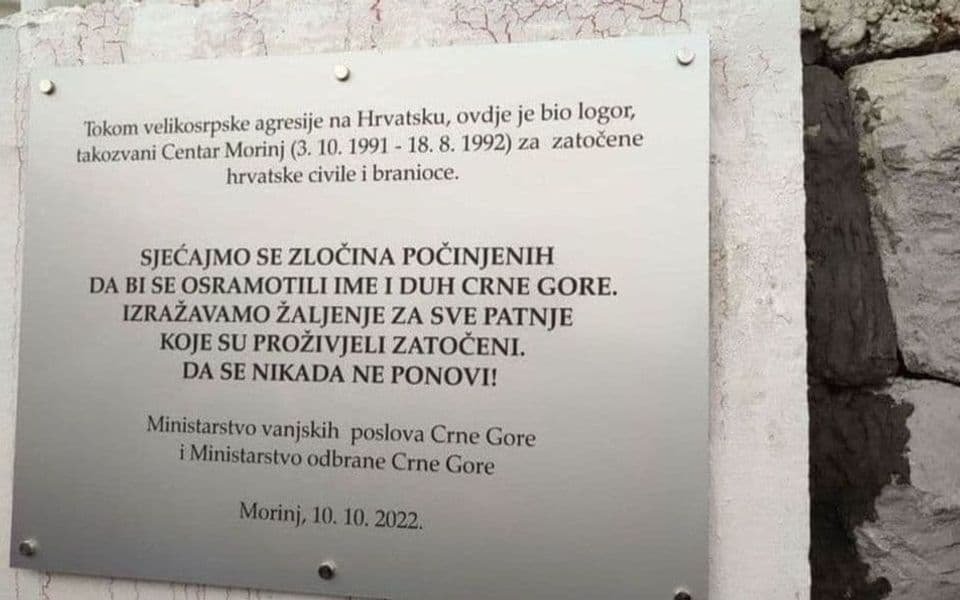 Tokom velikosrpske agresije na Hrvatsku, ovdje je bio logor,
takozvani Centar Morinj (3. 10. 1991 - 18. 8. 1992) za zatočene
hrvatske civile i branioce.
SJEĆAJMO SE ZLOČINA POČINJENIH
DA BI SE OSRAMOTILI IME I DUH CRNE GORE.
IZRAŽAVAMO ŽALJENJE ZA SVE PATNJE
KOJE SU PROŽIVJELI ZATOČENI.
DA SE NIKADA NE PONOVI!
Ministarstvo vanjskih poslova Crne Gore
i Ministarstvo odbrane Crne Gore
Morinj, 10. 10. 2022.